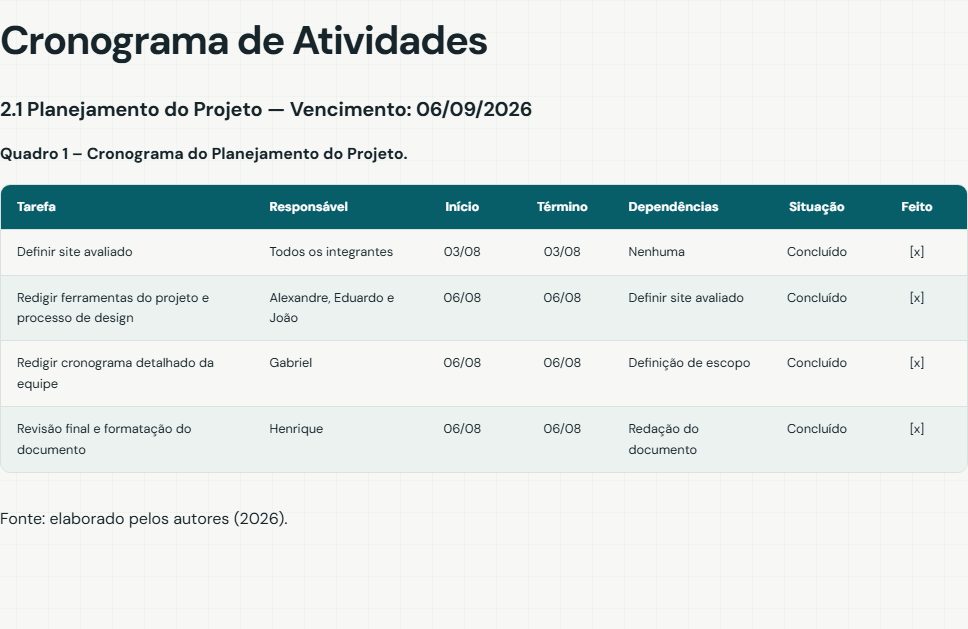 Cronograma de Atividades
2.1 Planejamento do Projeto — Vencimento: 06/09/2026
Quadro 1 – Cronograma do Planejamento do Projeto.
Tarefa Responsável Início Término Dependências Situação Feito
Definir site avaliado Todos os integrantes 03/08 03/08 Nenhuma Concluído [x]
Redigir ferramentas do projeto e Alexandre, Eduardo e 06/08 06/08 Definir site avaliado Concluído [x]
processo de design João
Redigir cronograma detalhado da Gabriel 06/08 06/08 Definição de escopo Concluído [x]
equipe
Revisão final e formatação do Henrique 06/08 06/08 Redação do Concluído [x]
documento documento
Fonte: elaborado pelos autores (2026).